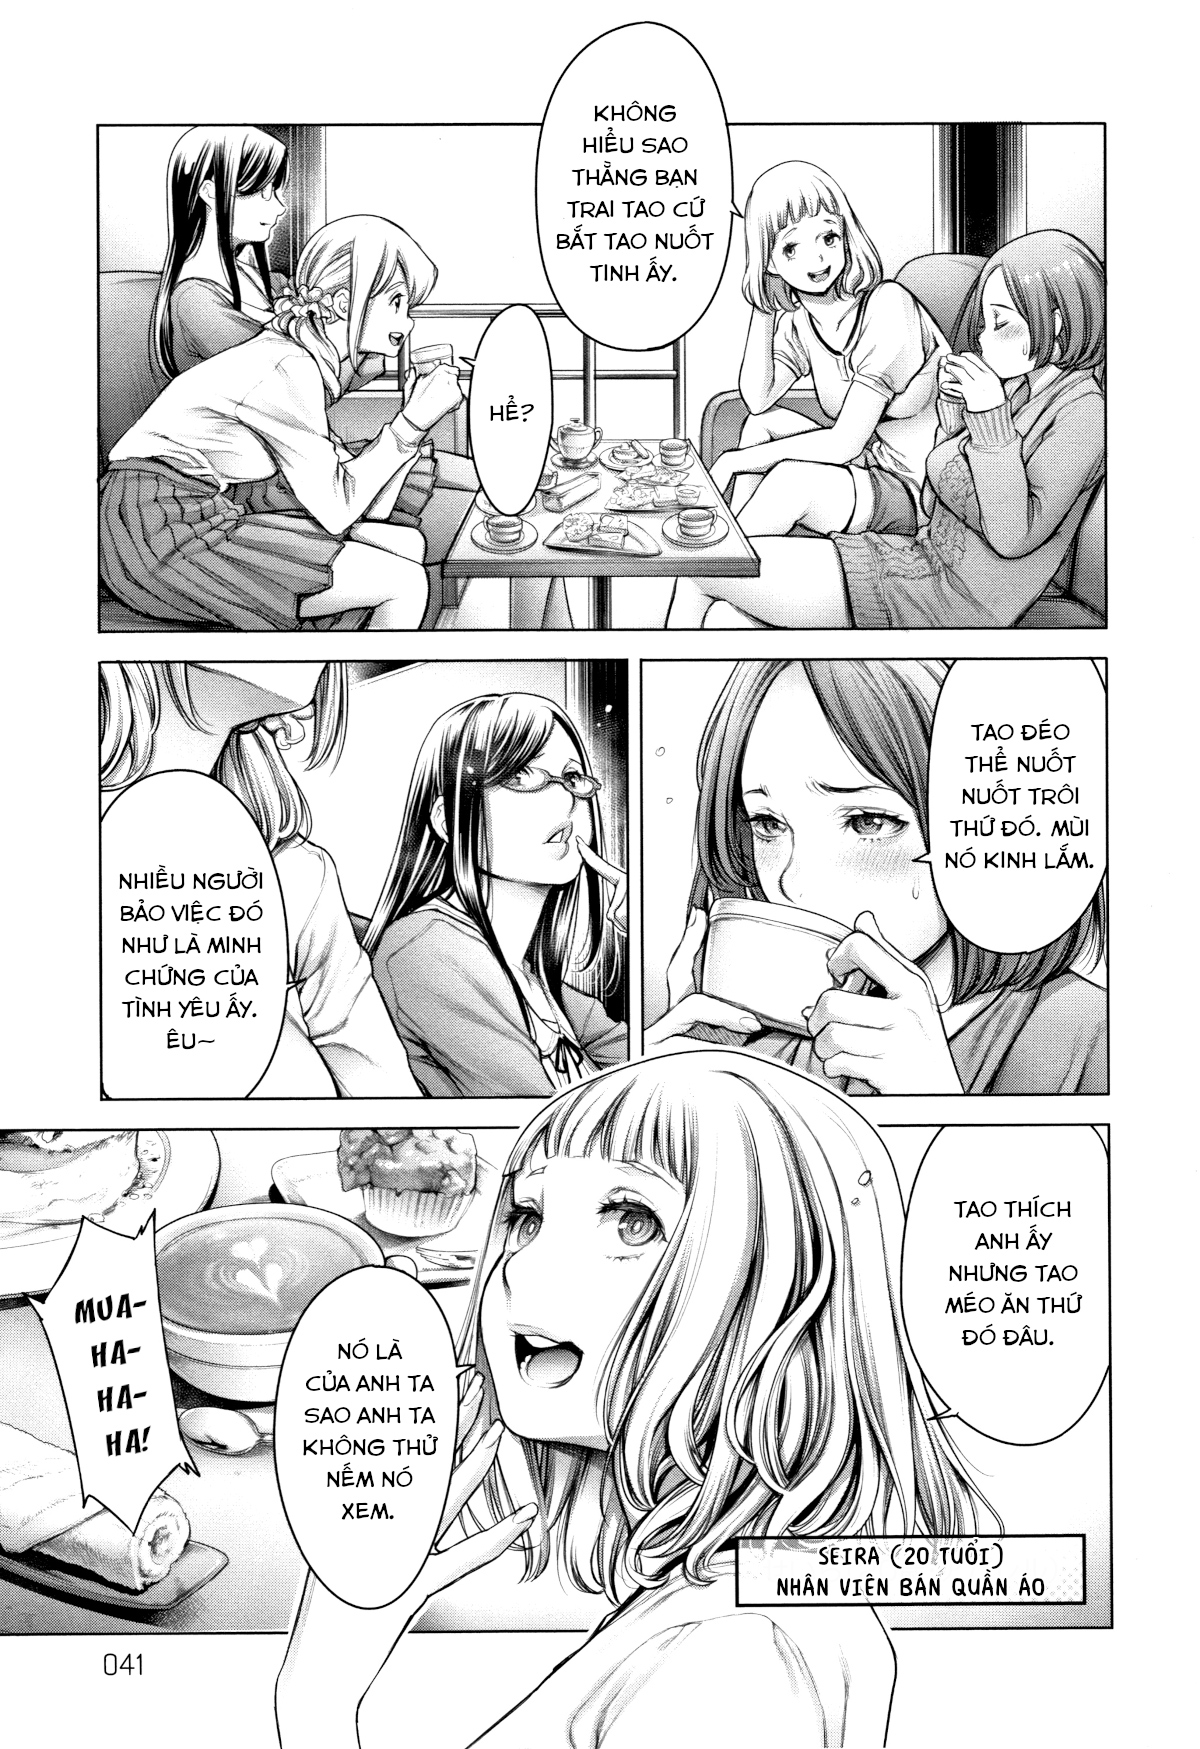 KHÔNG
HIỂU SAO
THẰNG BẠN
TRAI TAO CỨ
BẮT TAO NUỐT
TINH ẤY.
HỂ?
TAO ĐÉO
THỂ NUỐT
NUỐT TRÔI
THỨ ĐÓ. MÙI
NÓ KINH LẮM.
NHIỀU NGƯỜI
BẢO VIỆC ĐÓ
NHƯ LÀ MINH
CHỨNG CỦA
TÌNH YÊU ẤY.
ÊU~
TAO THÍCH
ANH ẤY
NHƯNG TAO
MÉO ĂN THỨ
ĐÓ ĐÂU.
NÓ LÀ
CỦA ANH TA
SAO ANH TA
KHÔNG THỬ
NẾM NÓ
XEM.
MUA-
HA-
HA-
HA!
SEIRA (20 TUỔI)
NHÂN VIÊN BÁN QUẦN ÁO
041